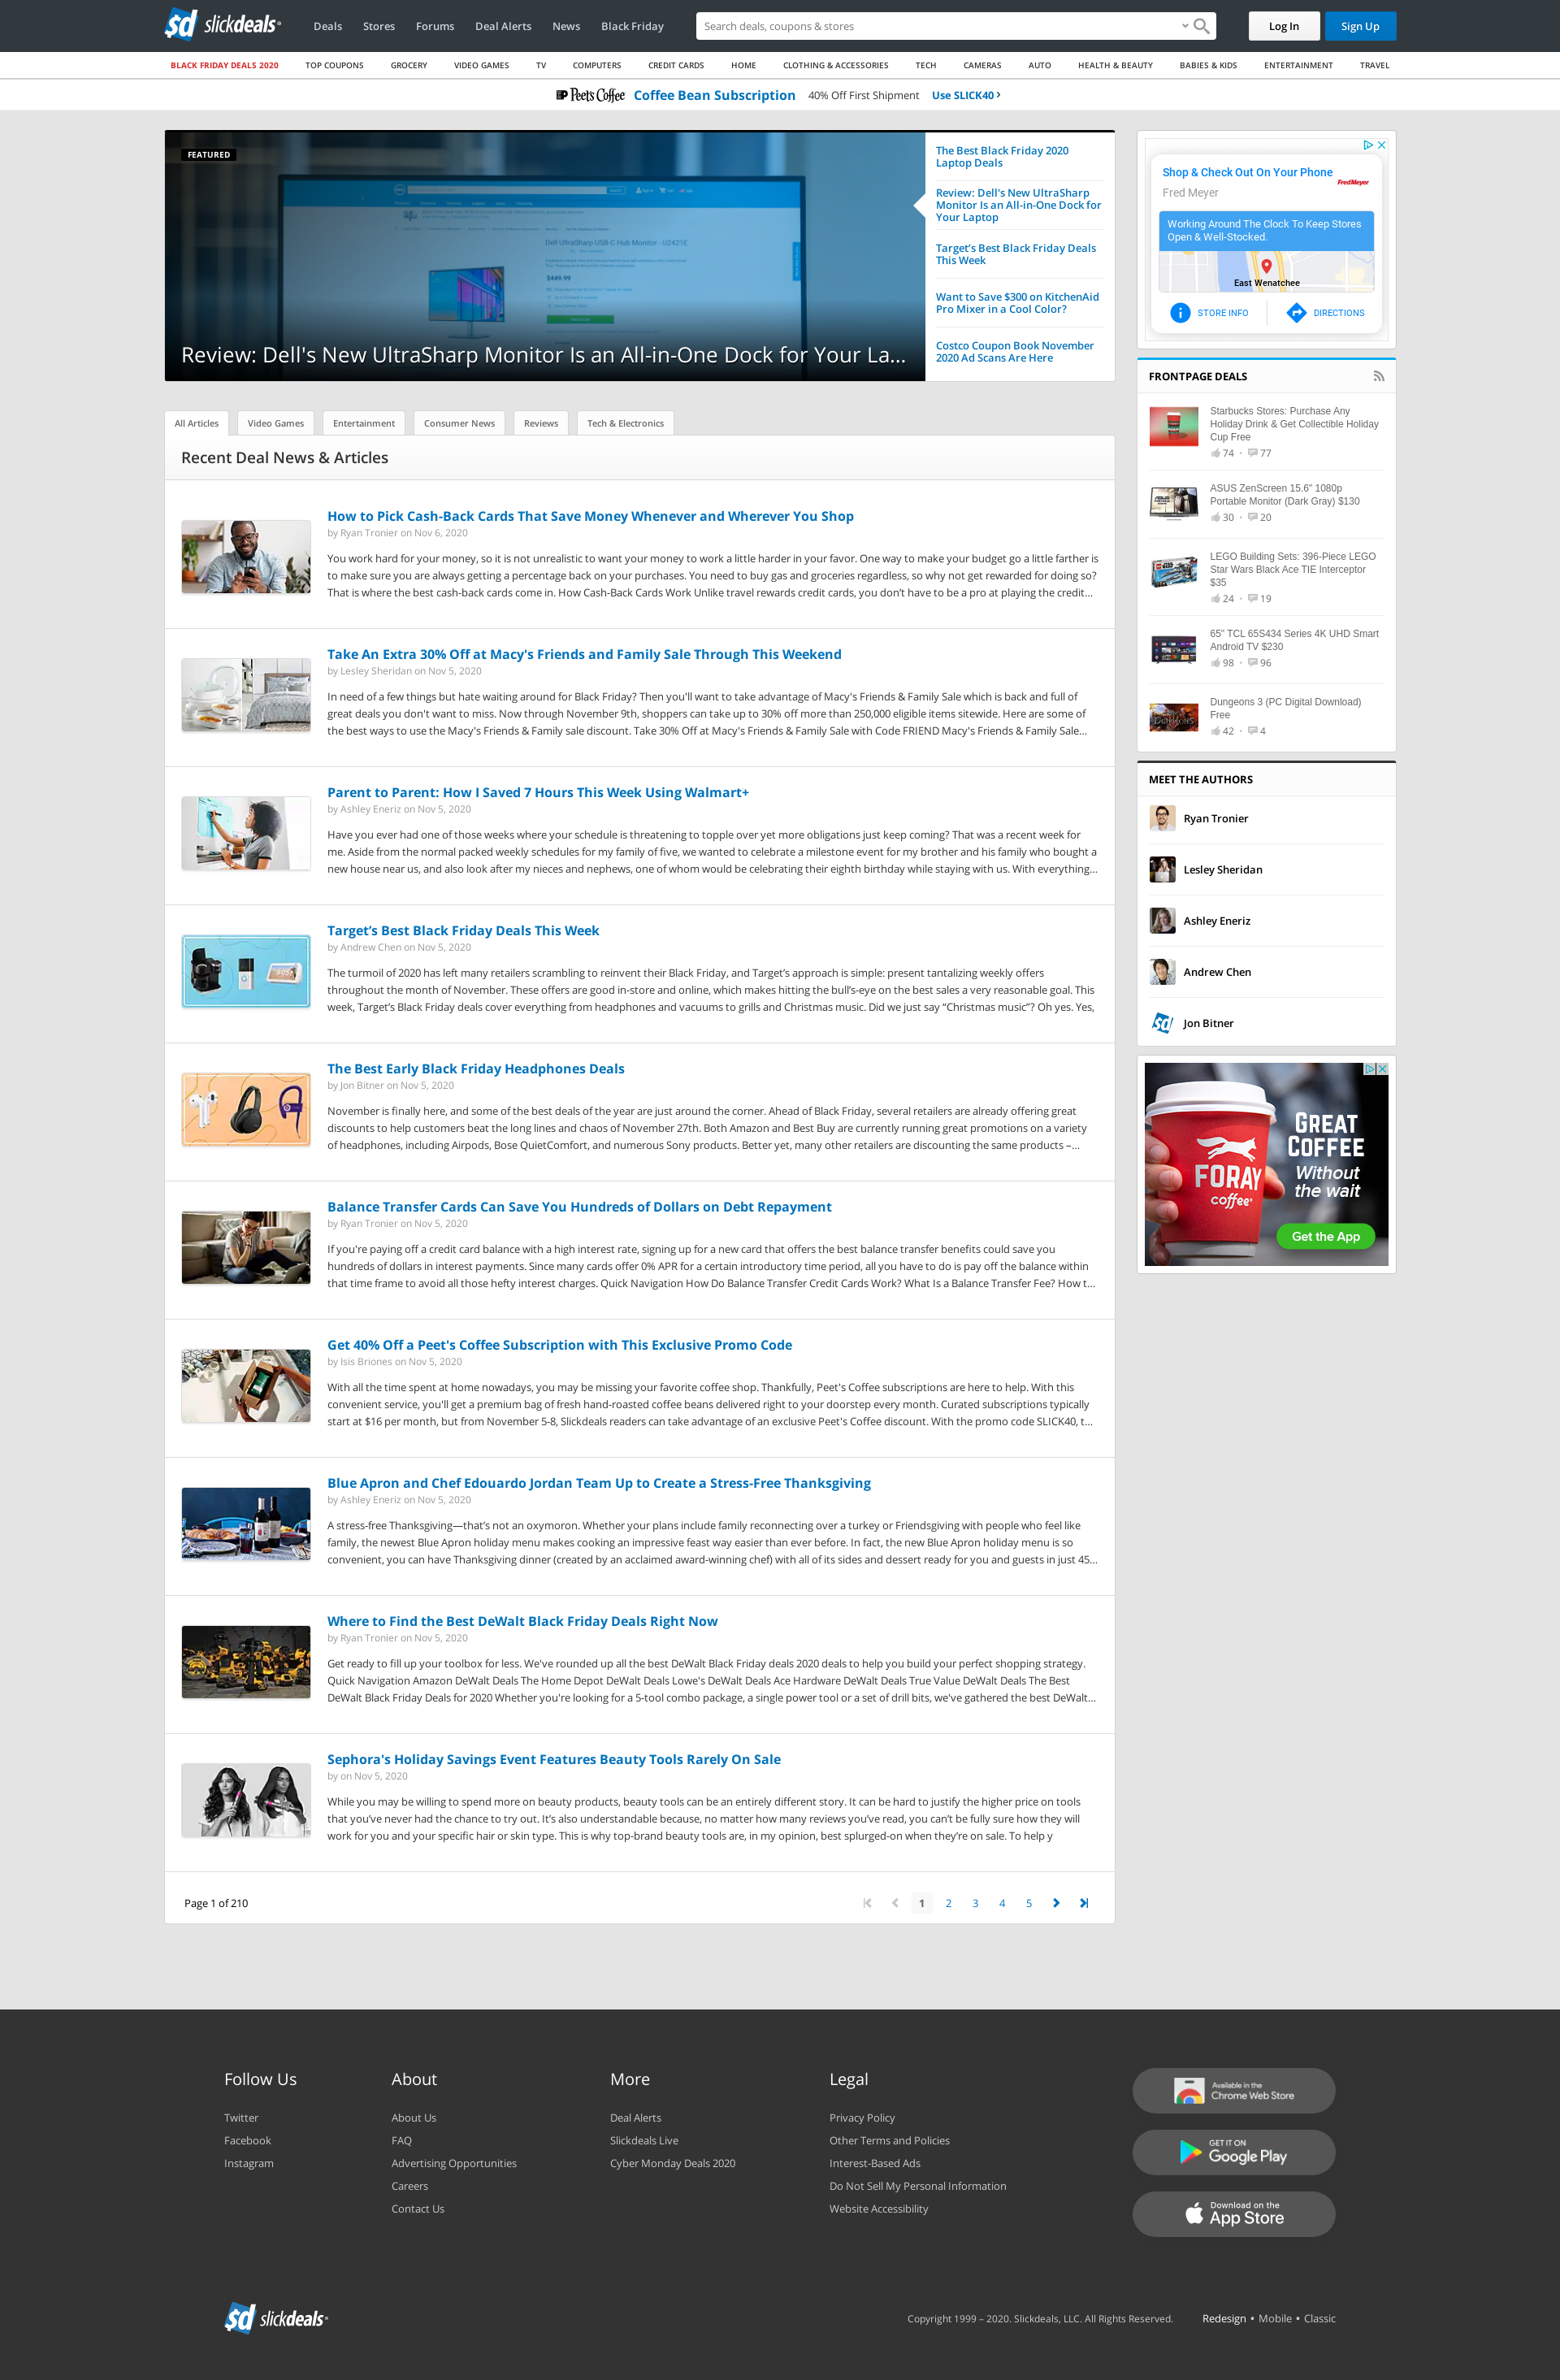 sd slickdeals
Deals Stores Forums Deal Alerts News Black Friday
Search deals, coupons & stores
Log In Sign Up
BLACK FRIDAY DEALS 2020 TOP COUPONS GROCERY VIDEO GAMES TV COMPUTERS CREDIT CARDS HOME CLOTHING & ACCESSORIES TECH CAMERAS AUTO HEALTH & BEAUTY BABIES & KIDS ENTERTAINMENT TRAVEL
Peet's Coffee Coffee Bean Subscription 40% Off First Shipment Use SLICK40
FEATURED
Dell UltraSharp USB-C Hub Monitor - U2421E
$449.99
Review: Dell's New UltraSharp Monitor Is an All-in-One Dock for Your La...
The Best Black Friday 2020
Laptop Deals
Review: Dell's New UltraSharp
Monitor Is an All-in-One Dock for
Your Laptop
Target's Best Black Friday Deals
This Week
Want to Save $300 on KitchenAid
Pro Mixer in a Cool Color?
Costco Coupon Book November
2020 Ad Scans Are Here
All Articles Video Games Entertainment Consumer News Reviews Tech & Electronics
Recent Deal News & Articles
How to Pick Cash-Back Cards That Save Money Whenever and Wherever You Shop
by Ryan Tronier on Nov 6, 2020
You work hard for your money, so it is not unrealistic to want your money to work a little harder in your favor. One way to make your budget go a little farther is
to make sure you are always getting a percentage back on your purchases. You need to buy gas and groceries regardless, so why not get rewarded for doing so?
That is where the best cash-back cards come in. How Cash-Back Cards Work Unlike travel rewards credit cards, you don't have to be a pro at playing the credit...
Take An Extra 30% Off at Macy's Friends and Family Sale Through This Weekend
by Lesley Sheridan on Nov 5, 2020
In need of a few things but hate waiting around for Black Friday? Then you'll want to take advantage of Macy's Friends & Family Sale which is back and full of
great deals you don't want to miss. Now through November 9th, shoppers can take up to 30% off more than 250,000 eligible items sitewide. Here are some of
the best ways to use the Macy's Friends & Family sale discount. Take 30% Off at Macy's Friends & Family Sale with Code FRIEND Macy's Friends & Family Sale...
Parent to Parent: How I Saved 7 Hours This Week Using Walmart+
by Ashley Eneriz on Nov 5, 2020
Have you ever had one of those weeks where your schedule is threatening to topple over yet more obligations just keep coming? That was a recent week for
me. Aside from the normal packed weekly schedules for my family of five, we wanted to celebrate a milestone event for my brother and his family who bought a
new house near us, and also look after my nieces and nephews, one of whom would be celebrating their eighth birthday while staying with us. With everything...
Target's Best Black Friday Deals This Week
by Andrew Chen on Nov 5, 2020
The turmoil of 2020 has left many retailers scrambling to reinvent their Black Friday, and Target's approach is simple: present tantalizing weekly offers
throughout the month of November. These offers are good in-store and online, which makes hitting the bull's-eye on the best sales a very reasonable goal. This
week, Target's Black Friday deals cover everything from headphones and vacuums to grills and Christmas music. Did we just say "Christmas music"? Oh yes. Yes,
The Best Early Black Friday Headphones Deals
by Jon Bitner on Nov 5, 2020
November is finally here, and some of the best deals of the year are just around the corner. Ahead of Black Friday, several retailers are already offering great
discounts to help customers beat the long lines and chaos of November 27th. Both Amazon and Best Buy are currently running great promotions on a variety
of headphones, including Airpods, Bose QuietComfort, and numerous Sony products. Better yet, many other retailers are discounting the same products –...
Balance Transfer Cards Can Save You Hundreds of Dollars on Debt Repayment
by Ryan Tronier on Nov 5, 2020
If you're paying off a credit card balance with a high interest rate, signing up for a new card that offers the best balance transfer benefits could save you
hundreds of dollars in interest payments. Since many cards offer 0% APR for a certain introductory time period, all you have to do is pay off the balance within
that time frame to avoid all those hefty interest charges. Quick Navigation How Do Balance Transfer Credit Cards Work? What Is a Balance Transfer Fee? How t...
Get 40% Off a Peet's Coffee Subscription with This Exclusive Promo Code
by Isis Briones on Nov 5, 2020
With all the time spent at home nowadays, you may be missing your favorite coffee shop. Thankfully, Peet's Coffee subscriptions are here to help. With this
convenient service, you'll get a premium bag of fresh hand-roasted coffee beans delivered right to your doorstep every month. Curated subscriptions typically
start at $16 per month, but from November 5-8, Slickdeals readers can take advantage of an exclusive Peet's Coffee discount. With the promo code SLICK40, t...
Blue Apron and Chef Edouardo Jordan Team Up to Create a Stress-Free Thanksgiving
by Ashley Eneriz on Nov 5, 2020
A stress-free Thanksgiving—that's not an oxymoron. Whether your plans include family reconnecting over a turkey or Friendsgiving with people who feel like
family, the newest Blue Apron holiday menu makes cooking an impressive feast way easier than ever before. In fact, the new Blue Apron holiday menu is so
convenient, you can have Thanksgiving dinner (created by an acclaimed award-winning chef) with all of its sides and dessert ready for you and guests in just 45...
Where to Find the Best DeWalt Black Friday Deals Right Now
by Ryan Tronier on Nov 5, 2020
Get ready to fill up your toolbox for less. We've rounded up all the best DeWalt Black Friday deals 2020 deals to help you build your perfect shopping strategy.
Quick Navigation Amazon DeWalt Deals The Home Depot DeWalt Deals Lowe's DeWalt Deals Ace Hardware DeWalt Deals True Value DeWalt Deals The Best
DeWalt Black Friday Deals for 2020 Whether you're looking for a 5-tool combo package, a single power tool or a set of drill bits, we've gathered the best DeWalt...
Sephora's Holiday Savings Event Features Beauty Tools Rarely On Sale
by on Nov 5, 2020
While you may be willing to spend more on beauty products, beauty tools can be an entirely different story. It can be hard to justify the higher price on tools
that you've never had the chance to try out. It's also understandable because, no matter how many reviews you've read, you can't be fully sure how they will
work for you and your specific hair or skin type. This is why top-brand beauty tools are, in my opinion, best splurged-on when they're on sale. To help y
Page 1 of 210
1 2 3 4 5
Shop & Check Out On Your Phone
Fred Meyer
Fred Meyer
Working Around The Clock To Keep Stores
Open & Well-Stocked.
East Wenatchee
STORE INFO DIRECTIONS
FRONTPAGE DEALS
Starbucks Stores: Purchase Any
Holiday Drink & Get Collectible Holiday
Cup Free
74 • 77
ASUS ZenScreen 15.6" 1080p
Portable Monitor (Dark Gray) $130
30 • 20
LEGO Building Sets: 396-Piece LEGO
Star Wars Black Ace TIE Interceptor
$35
24 • 19
65" TCL 65S434 Series 4K UHD Smart
Android TV $230
98 • 96
Dungeons 3 (PC Digital Download)
Free
42 • 4
MEET THE AUTHORS
Ryan Tronier
Lesley Sheridan
Ashley Eneriz
Andrew Chen
sd Jon Bitner
FORAY
coffee
GREAT
COFFEE
Without
the wait
Get the App
Follow Us
Twitter
Facebook
Instagram
About
About Us
FAQ
Advertising Opportunities
Careers
Contact Us
More
Deal Alerts
Slickdeals Live
Cyber Monday Deals 2020
Legal
Privacy Policy
Other Terms and Policies
Interest-Based Ads
Do Not Sell My Personal Information
Website Accessibility
Available in the
Chrome Web Store
GET IT ON
Google Play
Download on the
App Store
sd slickdeals
Copyright 1999 – 2020. Slickdeals, LLC. All Rights Reserved.
Redesign • Mobile • Classic